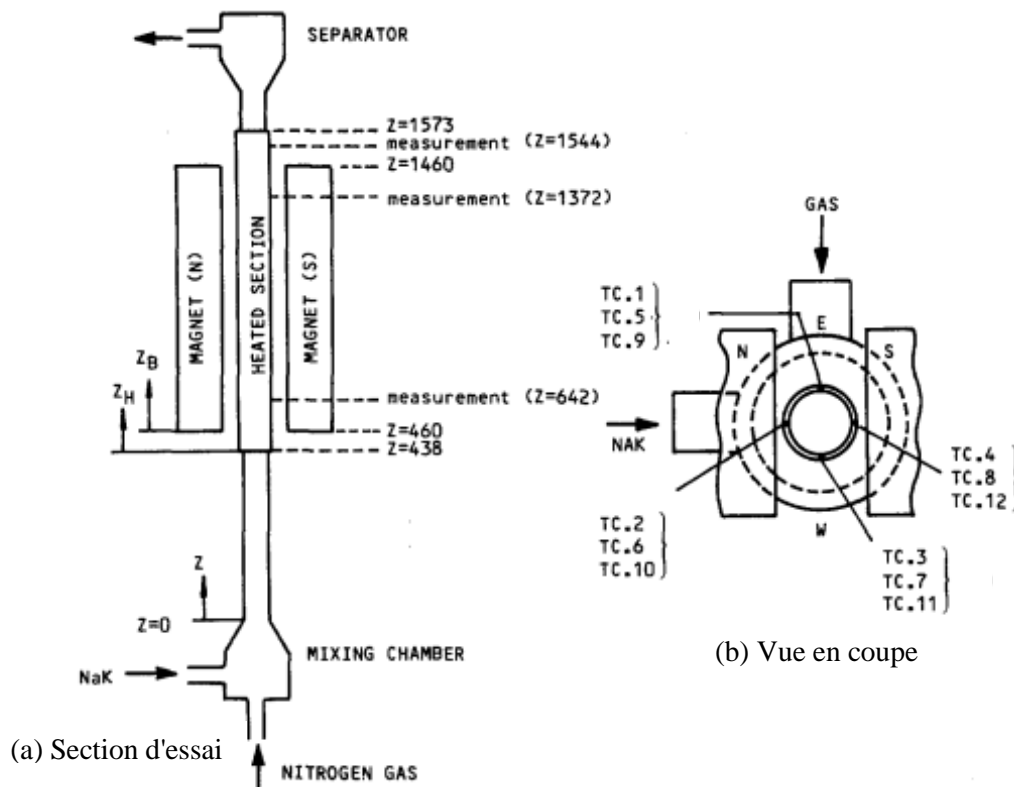 SEPARATOR
Z=1573
measurement (Z=1544)
Z=1460
measurement (Z=1372)
MAGNET (N)
HEATED SECTION
MAGNET (S)
Z_B
Z_H
measurement (Z=642)
Z=460
Z=438
Z
Z=0
MIXING CHAMBER
NaK
NITROGEN GAS
(a) Section d'essai
GAS
TC.1
TC.5
TC.9
E
N
S
NAK
W
TC.4
TC.8
TC.12
TC.2
TC.6
TC.10
TC.3
TC.7
TC.11
(b) Vue en coupe